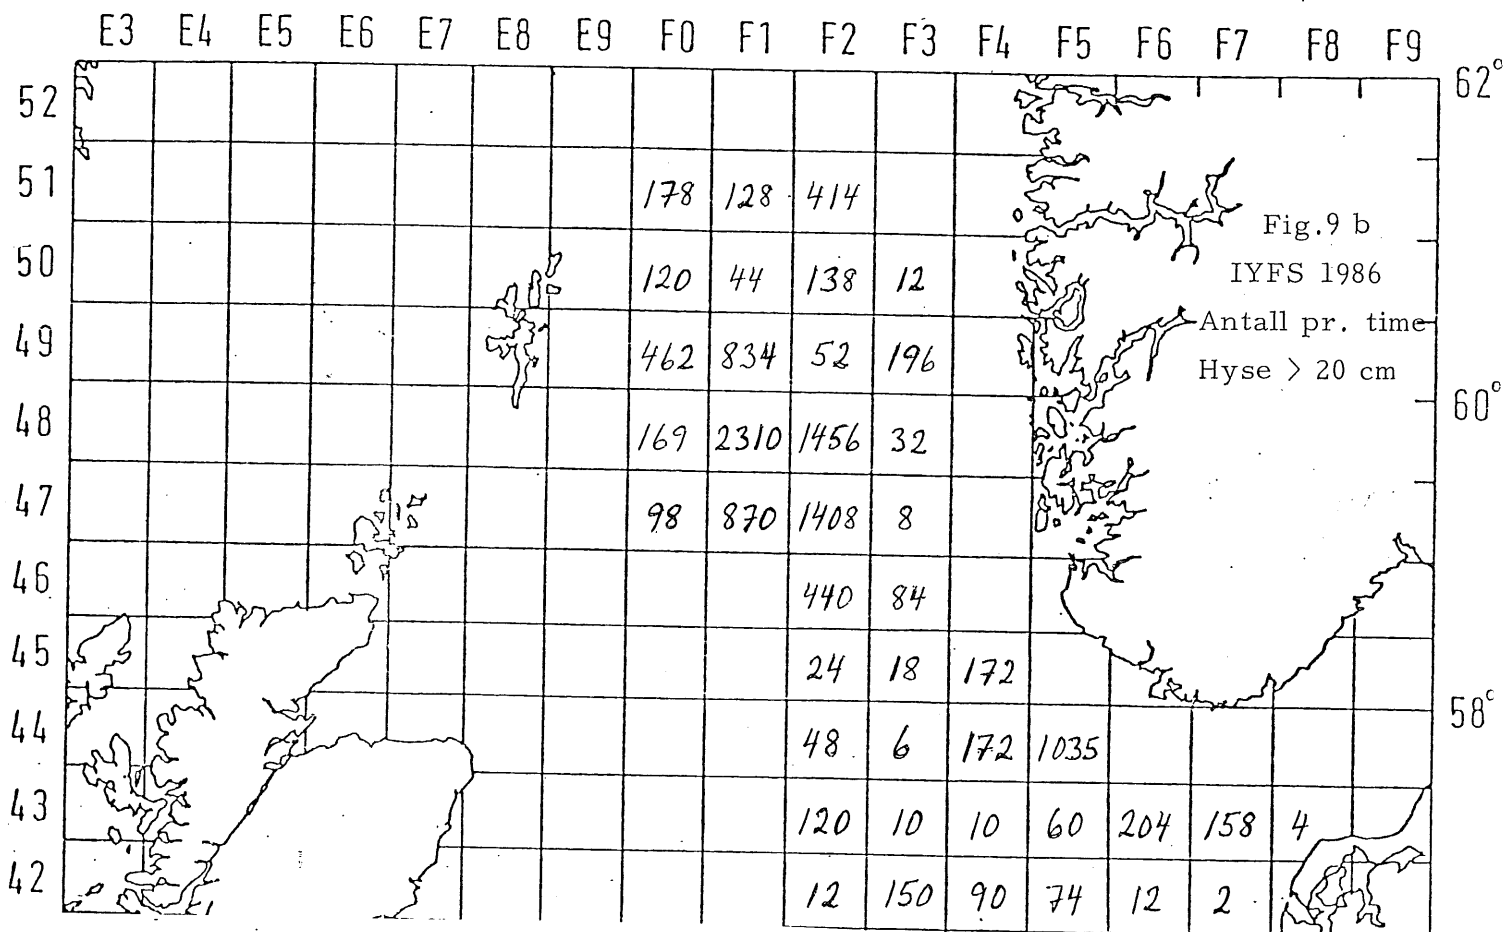 E3 E4 E5 E6 E7 E8 E9 F0 F1 F2 F3 F4 F5 F6 F7 F8 F9
52 62°
51 178 128 414
Fig.9 b
50 120 44 138 12
IYFS 1986
Antall pr. time
49 462 834 52 196
Hyse > 20 cm
60°
48 169 2310 1456 32
47 98 870 1408 8
46 440 84
45 24 18 172
58°
44 48 6 172 1035
43 120 10 10 60 204 158 4
42 12 150 90 74 12 2